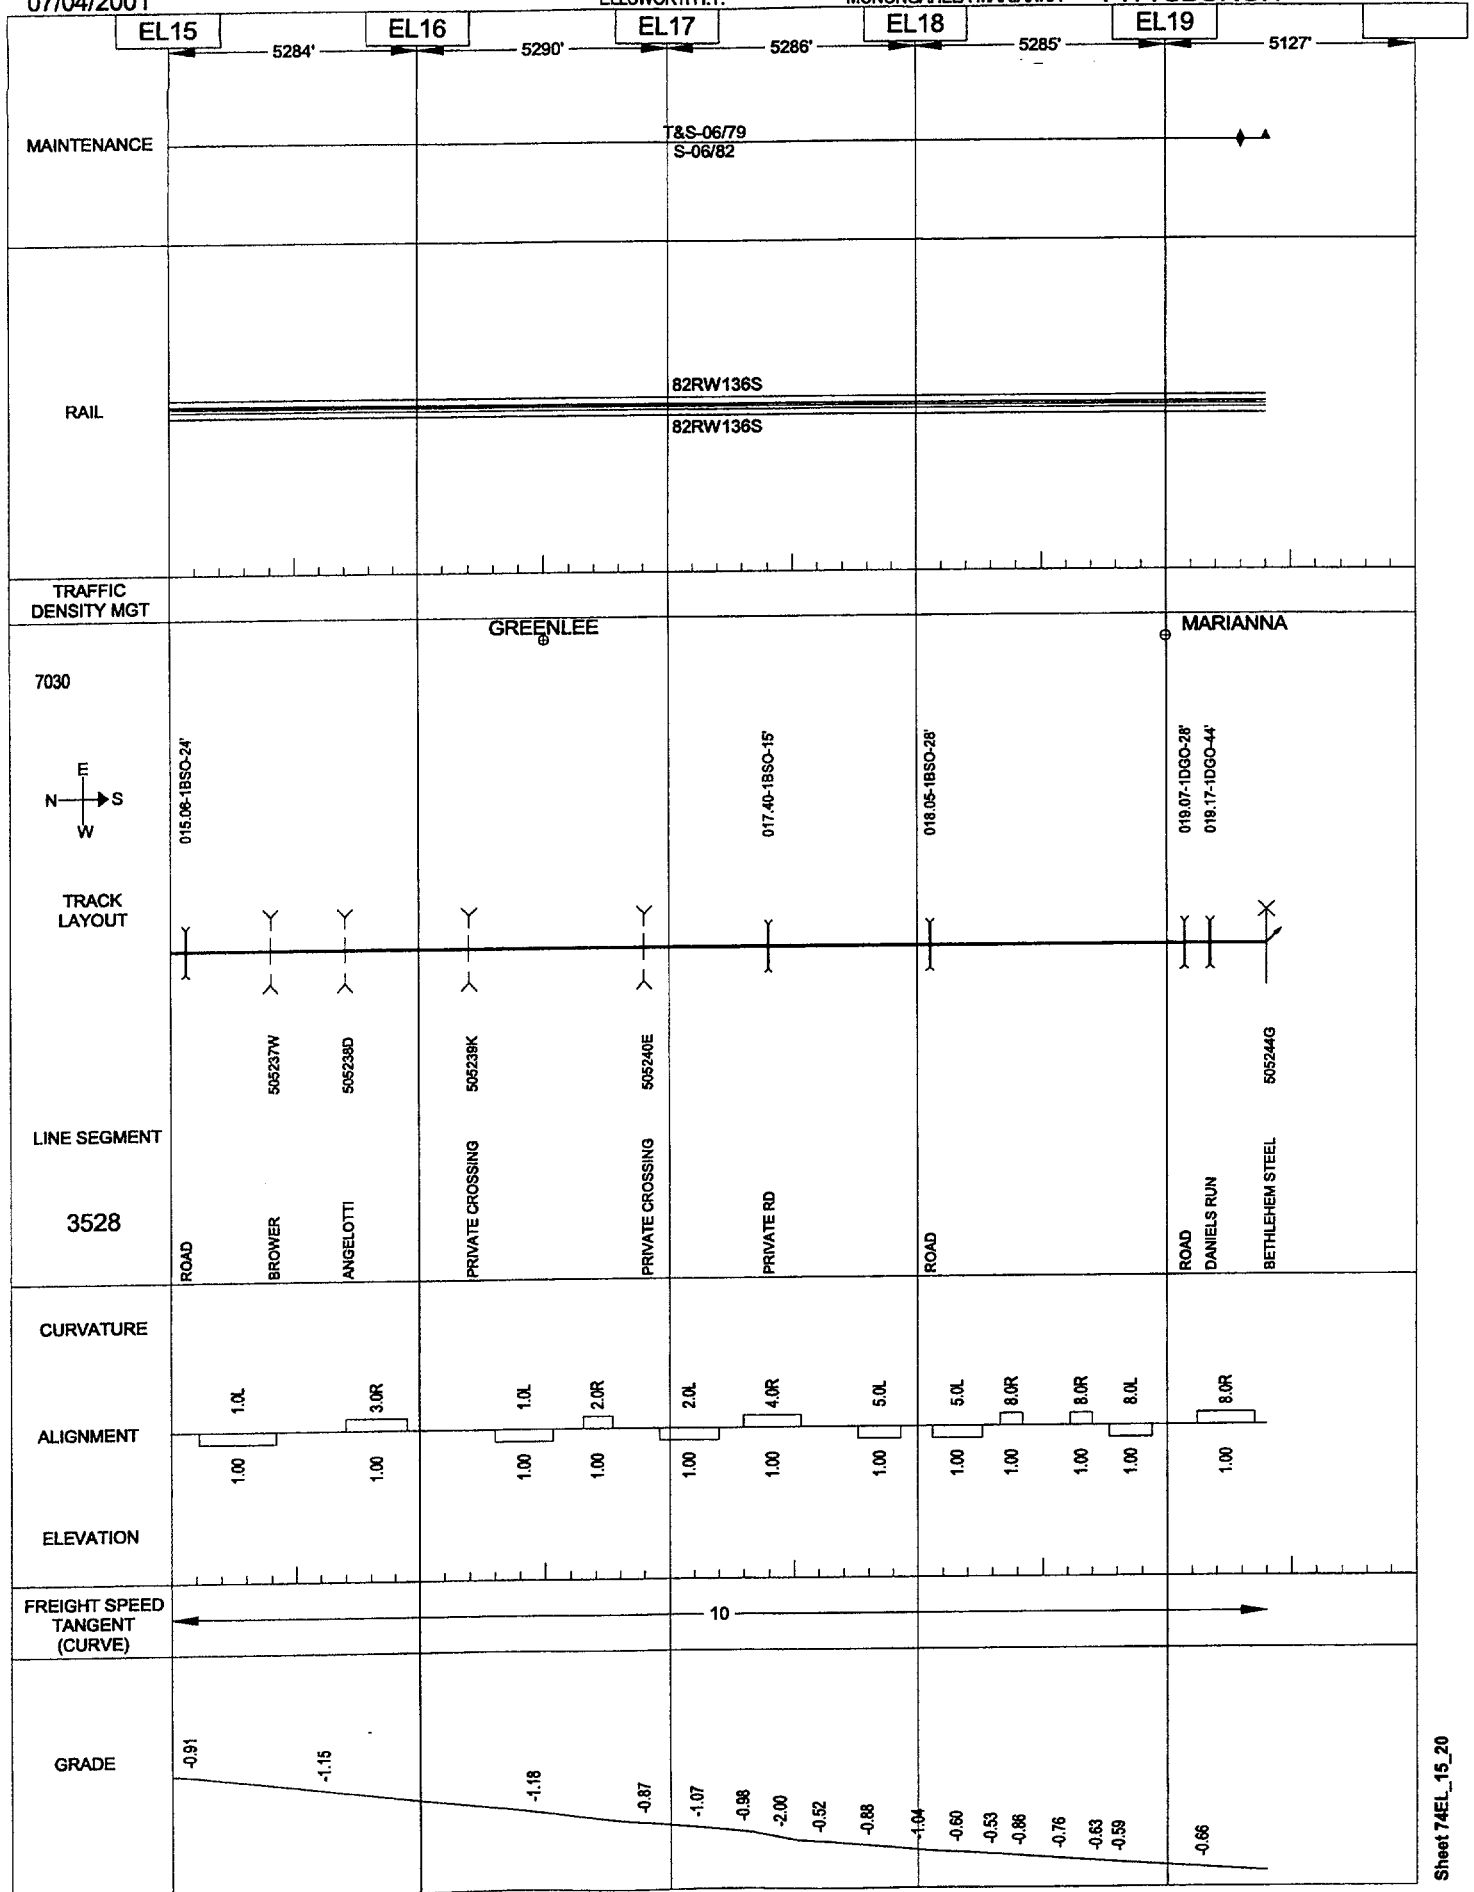 07/04/2001
EL15 EL16 EL17 EL18 EL19
5284' 5290' 5286' 5285' 5127'
MAINTENANCE
T&S-06/79
S-06/82
RAIL
82RW136S
82RW136S
TRAFFIC
DENSITY MGT
GREENLEE
MARIANNA
7030
E
N S
W
015.06-1BSO-24'
017.40-1BSO-15'
018.05-1BSO-28'
019.07-1DGO-28'
019.17-1DGO-44'
TRACK
LAYOUT
505237W
505238D
505239K
505240E
505244G
LINE SEGMENT
3528
ROAD
BROWER
ANGELOTTI
PRIVATE CROSSING
PRIVATE CROSSING
PRIVATE RD
ROAD
ROAD
DANIELS RUN
BETHLEHEM STEEL
CURVATURE
1.0L 3.0R 1.0L 2.0R 2.0L 4.0R 5.0L 5.0L 8.0R 8.0R 8.0L 8.0R
ALIGNMENT
1.00 1.00 1.00 1.00 1.00 1.00 1.00 1.00 1.00 1.00 1.00 1.00
ELEVATION
FREIGHT SPEED
TANGENT
(CURVE)
10
GRADE
-0.91 -1.15 -1.18 -0.87 -1.07 -0.98 -2.00 -0.52 -0.88 -1.04 -0.60 -0.53 -0.86 -0.76 -0.63 -0.59 -0.66
Sheet 74EL_15_20